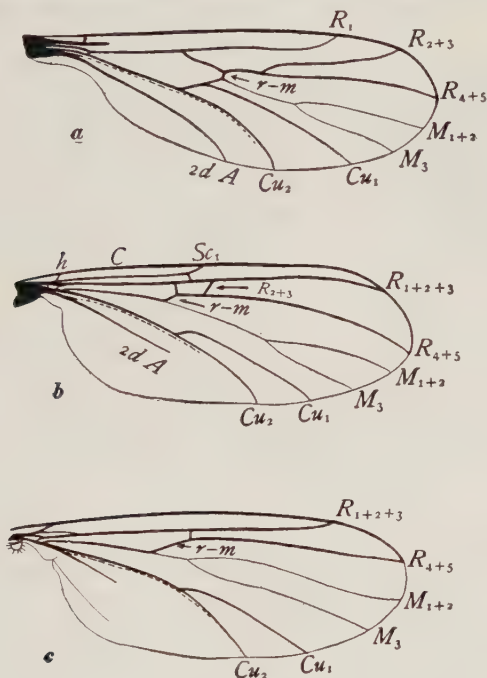 R₁
R₂₊₃
R₄₊₅
r-m
M₁₊₂
M₃
Cu₁
Cu₂
2d A
a
h
C
Sc₁
R₁₊₂₊₃
R₂₊₃
r-m
R₄₊₅
M₁₊₂
M₃
Cu₁
Cu₂
2d A
b
R₁₊₂₊₃
r-m
R₄₊₅
M₁₊₂
M₃
Cu₁
Cu₂
c